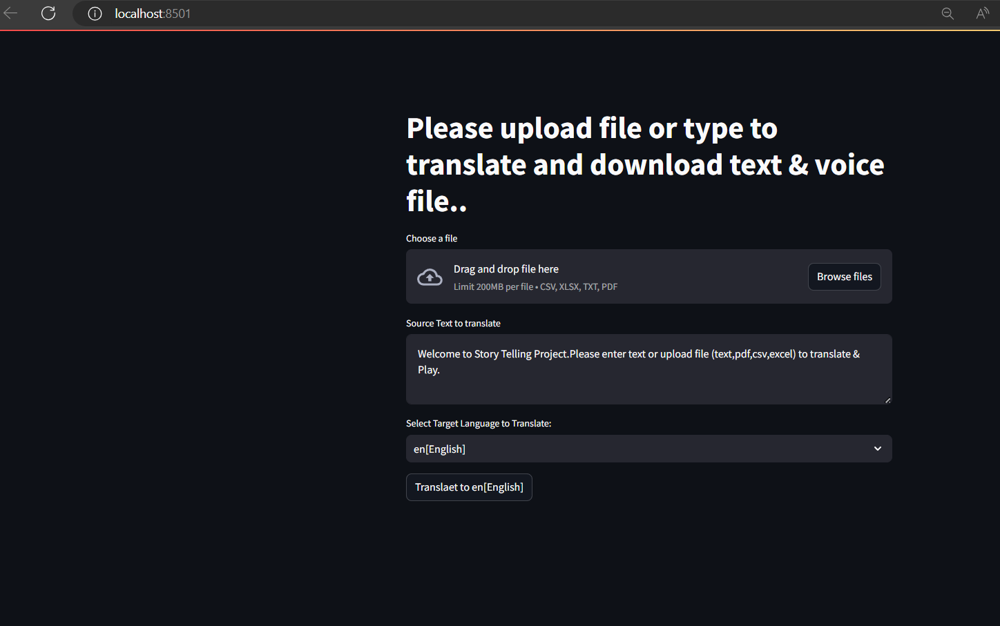 localhost:8501
Please upload file or type to
translate and download text & voice
file..
Choose a file
Drag and drop file here
Limit 200MB per file • CSV, XLSX, TXT, PDF
Browse files
Source Text to translate
Welcome to Story Telling Project.Please enter text or upload file (text,pdf,csv,excel) to translate &
Play.
Select Target Language to Translate:
en[English]
Translaet to en[English]